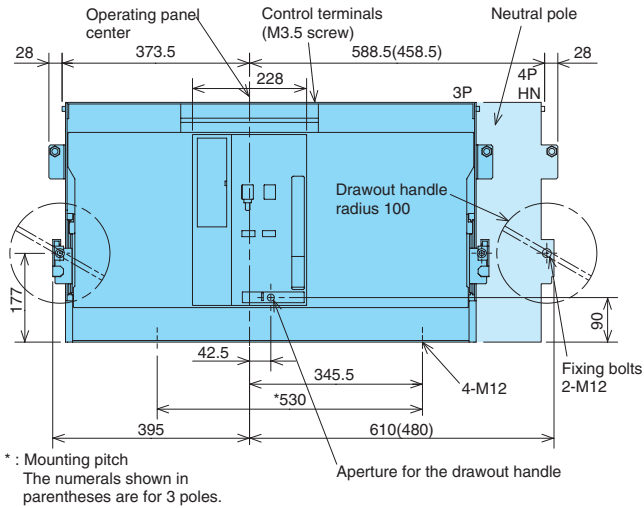 Operating panel
center
Control terminals
(M3.5 screw)
Neutral pole
28
373.5
588.5(458.5)
28
228
4P
3P
HN
Drawout handle
radius 100
177
90
42.5
345.5
4-M12
Fixing bolts
2-M12
*530
395
610(480)
Aperture for the drawout handle
* : Mounting pitch
The numerals shown in
parentheses are for 3 poles.